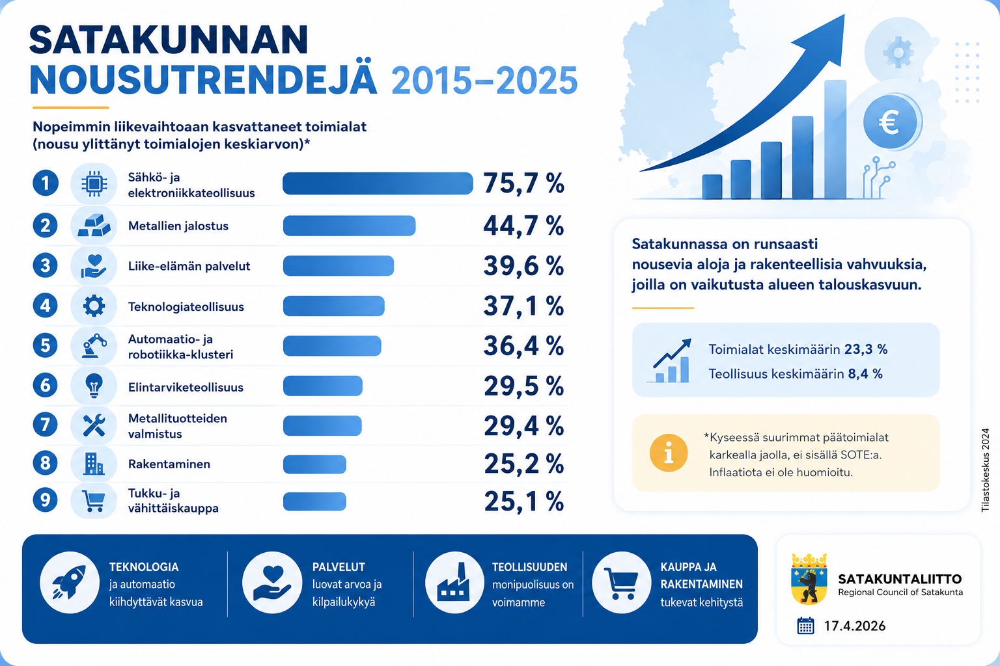 SATAKUNNAN
NOUSUTRENDEJÄ 2015–2025
Nopeimmin liikevaihtoaan kasvattaneet toimialat
(nousu ylittänyt toimialojen keskiarvon)*
1
Sähkö- ja
elektroniikkateollisuus
75,7 %
2
Metallien jalostus
44,7 %
3
Liike-elämän palvelut
39,6 %
4
Teknologiateollisuus
37,1 %
5
Automaatio- ja
robotiikka-klusteri
36,4 %
6
Elintarviketeollisuus
29,5 %
7
Metallituotteiden
valmistus
29,4 %
8
Rakentaminen
25,2 %
9
Tukku- ja
vähittäiskauppa
25,1 %
€
Satakunnassa on runsaasti
nousevia aloja ja rakenteellisia vahvuuksia,
joilla on vaikutusta alueen talouskasvuun.
Toimialat keskimäärin 23,3 %
Teollisuus keskimäärin 8,4 %
i
*Kyseessä suurimmat päätoimialat
karkealla jaolla, ei sisällä SOTE:a.
Inflaatiota ei ole huomioitu.
Tilastokeskus 2024
TEKNOLOGIA
ja automaatio
kiihdyttävät kasvua
PALVELUT
luovat arvoa ja
kilpailukykyä
TEOLLISUUDEN
monipuolisuus on
voimamme
KAUPPA JA
RAKENTAMINEN
tukevat kehitystä
SATAKUNTALIITTO
Regional Council of Satakunta
17.4.2026